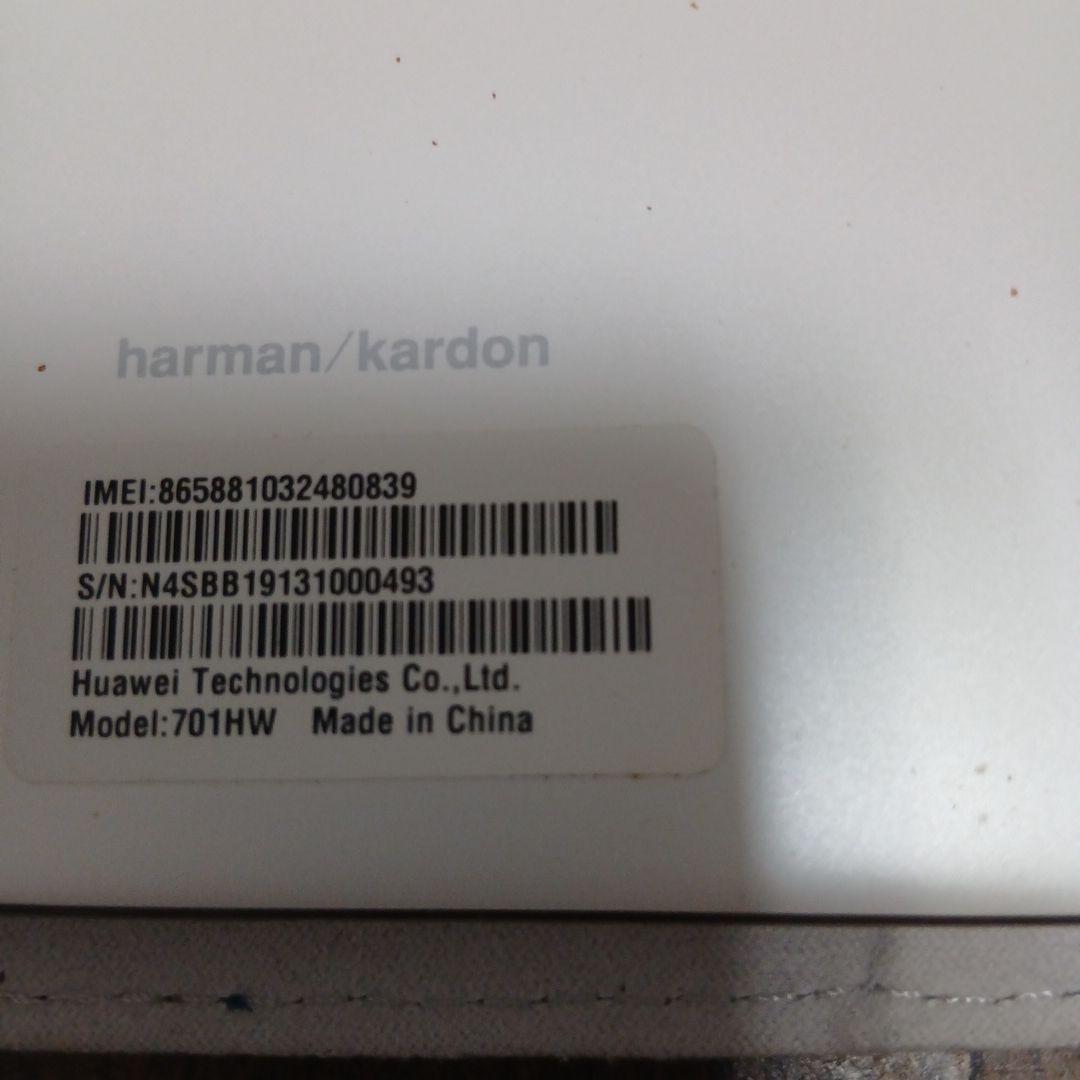 harman/kardon
IMEI:865881032480839
S/N:N4SBB19131000493
Huawei Technologies Co.,Ltd.
Model:701HW Made in China